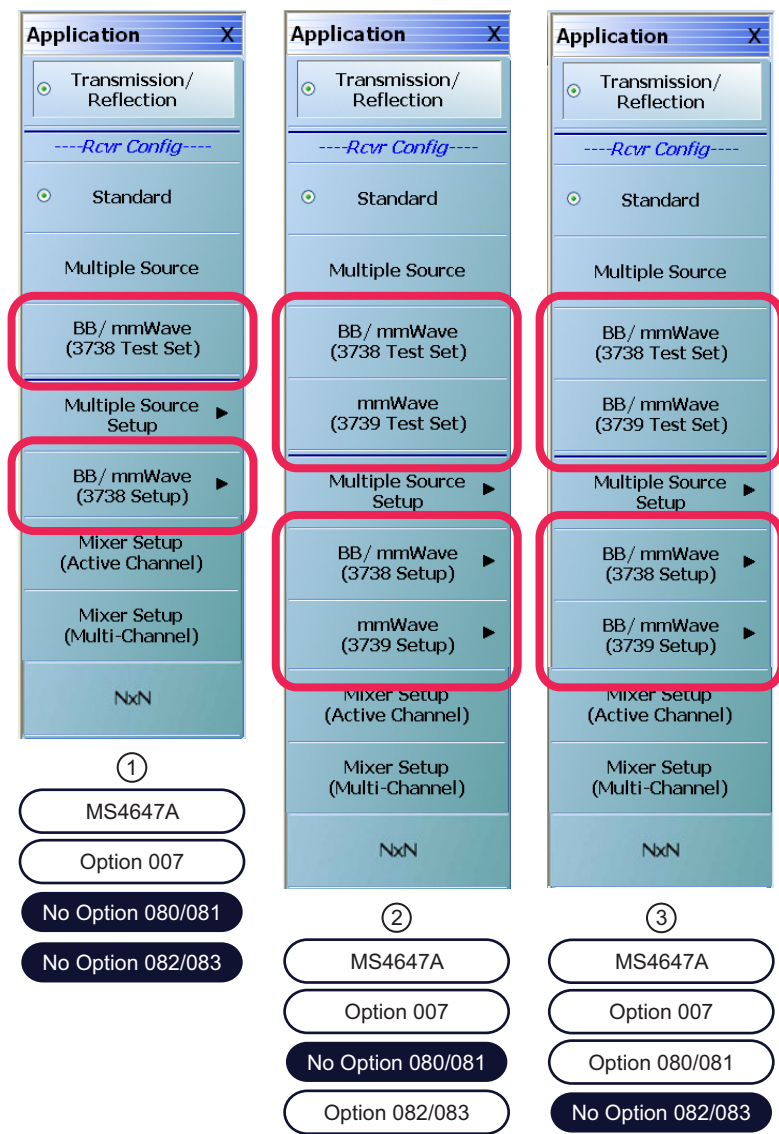 Application X
Transmission/
Reflection
----Rcvr Config----
Standard
Multiple Source
BB/mmWave
(3738 Test Set)
Multiple Source
Setup
BB/mmWave
(3738 Setup)
Mixer Setup
(Active Channel)
Mixer Setup
(Multi-Channel)
NxN
1
MS4647A
Option 007
No Option 080/081
No Option 082/083
Application X
Transmission/
Reflection
----Rcvr Config----
Standard
Multiple Source
BB/mmWave
(3738 Test Set)
mmWave
(3739 Test Set)
Multiple Source
Setup
BB/mmWave
(3738 Setup)
mmWave
(3739 Setup)
Mixer Setup
(Active Channel)
Mixer Setup
(Multi-Channel)
NxN
2
MS4647A
Option 007
No Option 080/081
Option 082/083
Application X
Transmission/
Reflection
----Rcvr Config----
Standard
Multiple Source
BB/mmWave
(3738 Test Set)
BB/mmWave
(3739 Test Set)
Multiple Source
Setup
BB/mmWave
(3738 Setup)
BB/mmWave
(3739 Setup)
Mixer Setup
(Active Channel)
Mixer Setup
(Multi-Channel)
NxN
3
MS4647A
Option 007
Option 080/081
No Option 082/083